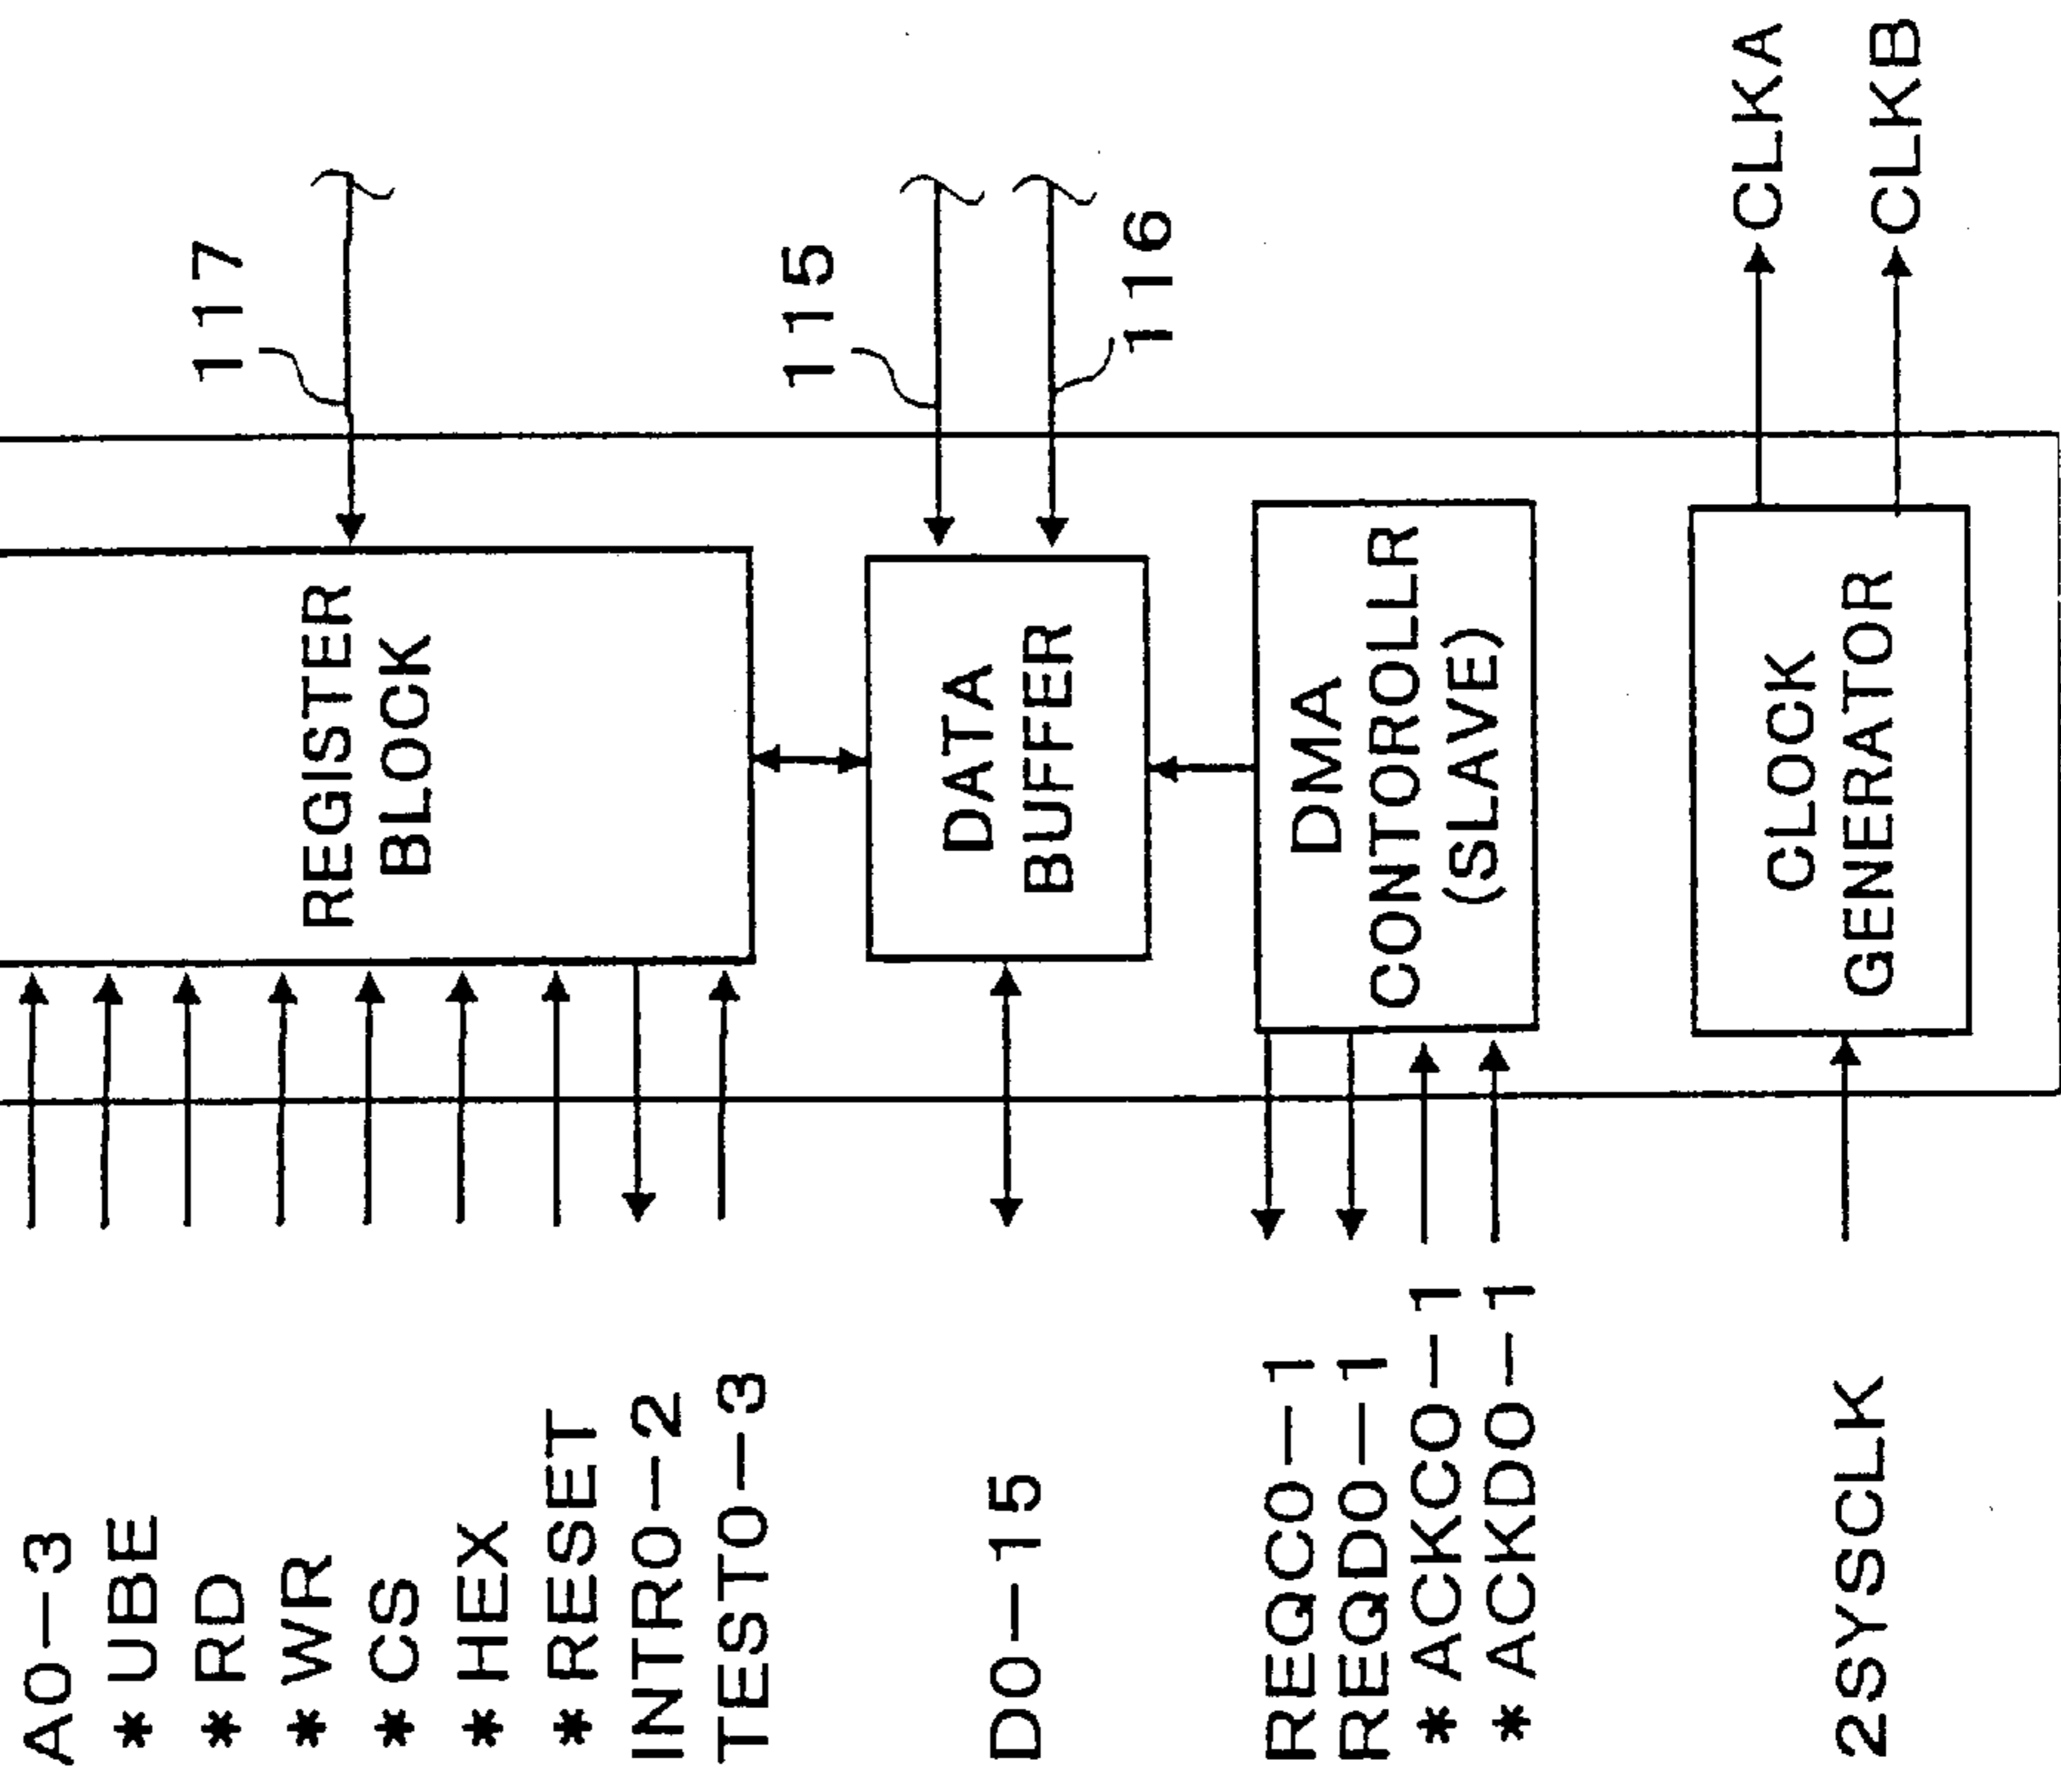 A0-3
*UBE
*RD
*WR
*CS
*HEX
*RESET
INTR0-2
TEST0-3
D0-15
REQC0-1
REQD0-1
*ACKC0-1
*ACKD0-1
2SYSCLK
REGISTER
BLOCK
DATA
BUFFER
DMA
CONTOROLLR
(SLAVE)
CLOCK
GENERATOR
117
115
116
CLKA
CLKB